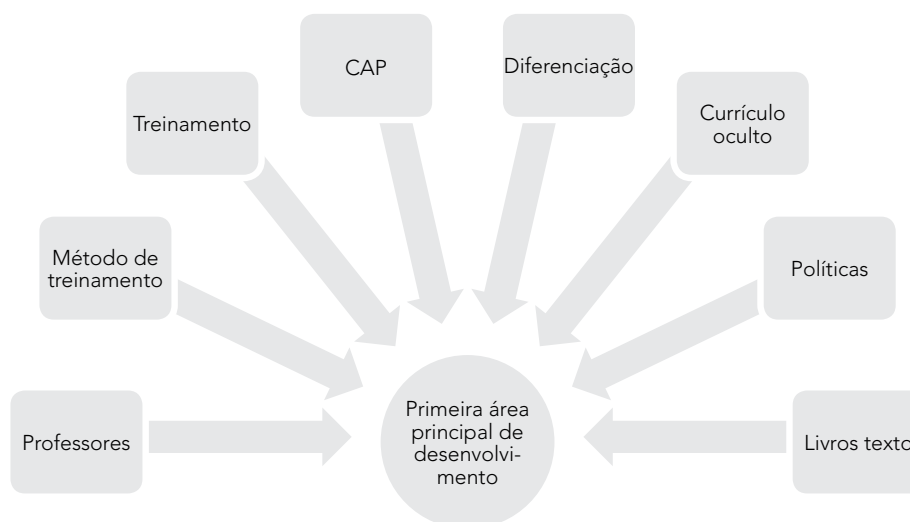 CAP
Diferenciação
Treinamento
Currículo
oculto
Método de
treinamento
Políticas
Professores
Primeira área
principal de
desenvolvi-
mento
Livros texto